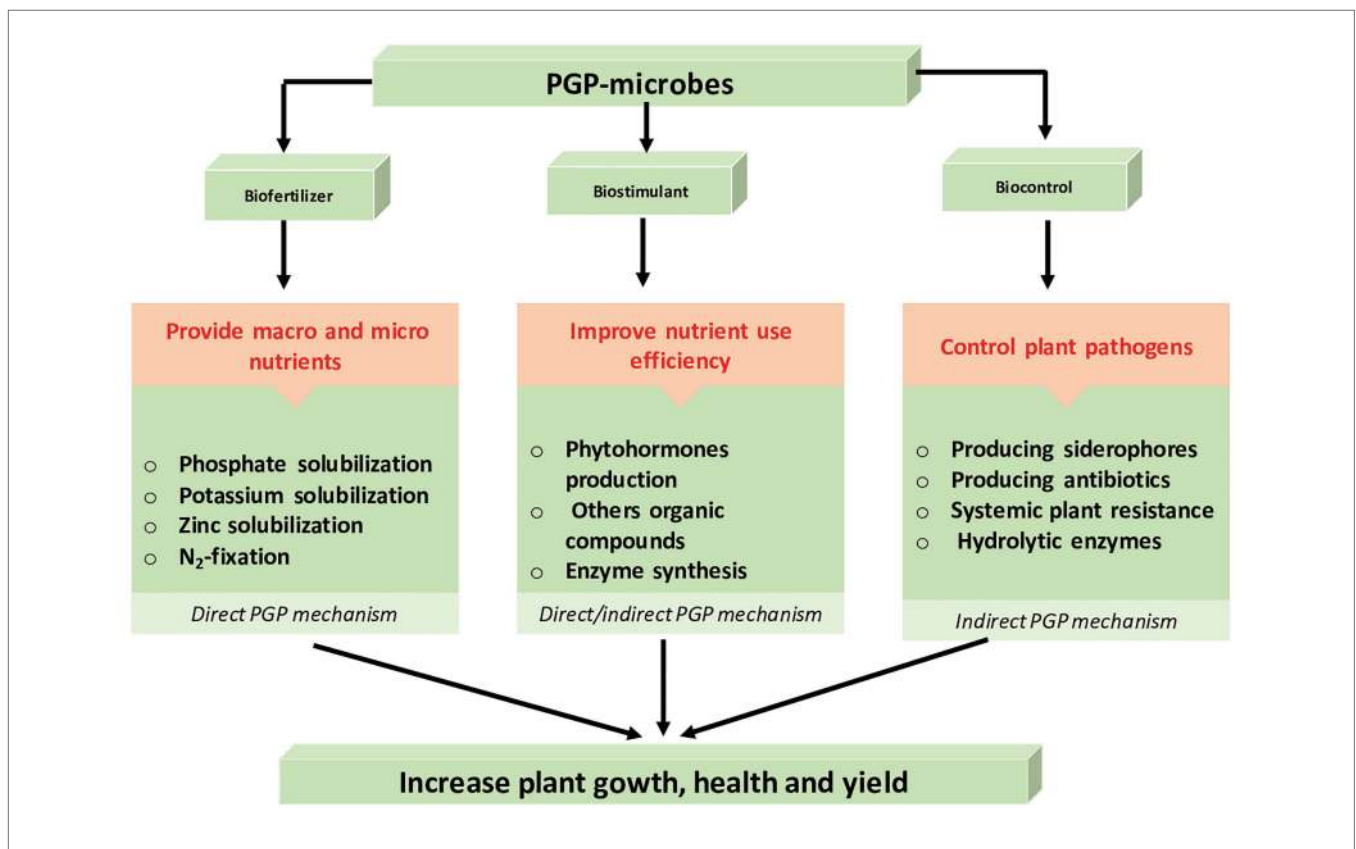 PGP-microbes
Biofertilizer
Biostimulant
Biocontrol
Provide macro and micro
nutrients
o Phosphate solubilization
o Potassium solubilization
o Zinc solubilization
o N₂-fixation
Direct PGP mechanism
Improve nutrient use
efficiency
o Phytohormones
production
o Others organic
compounds
o Enzyme synthesis
Direct/indirect PGP mechanism
Control plant pathogens
o Producing siderophores
o Producing antibiotics
o Systemic plant resistance
o Hydrolytic enzymes
Indirect PGP mechanism
Increase plant gowth, health and yield